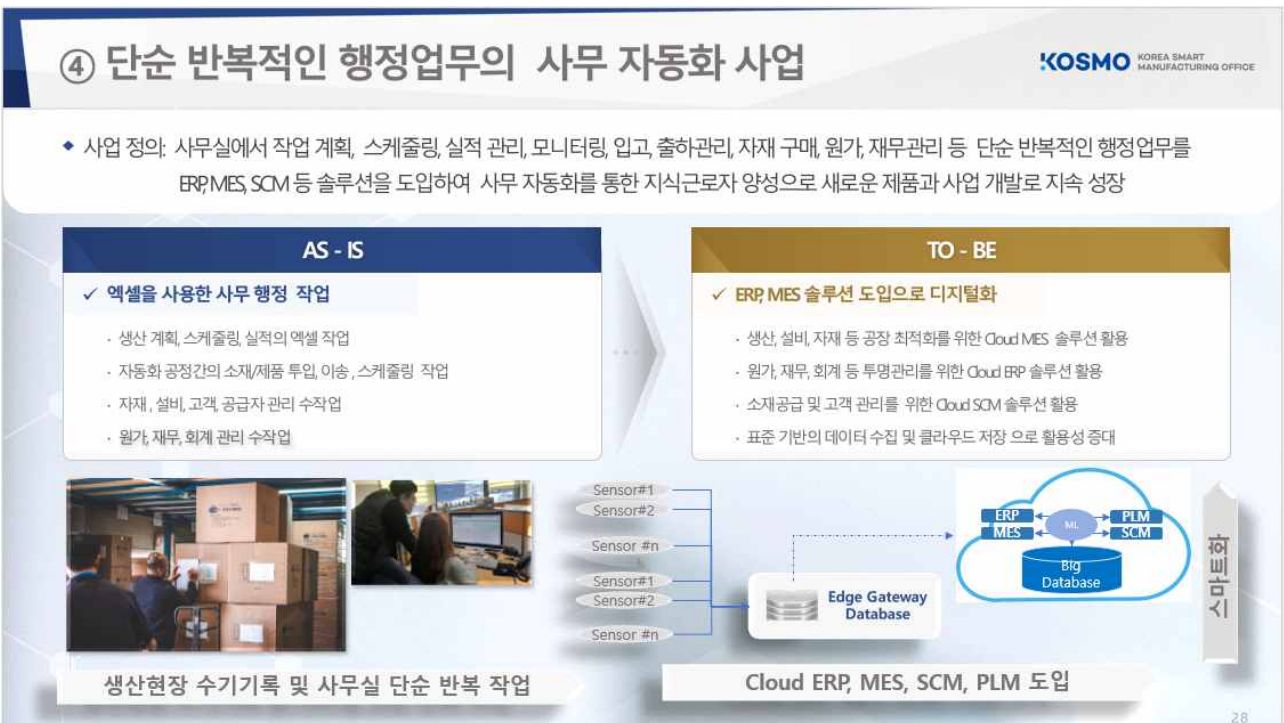 ④ 단순 반복적인 행정업무의 사무 자동화 사업
KOSMO KOREA SMART MANUFACTURING OFFICE
◆ 사업 정의: 사무실에서 작업 계획, 스케줄링, 실적 관리, 모니터링, 입고, 출하관리, 자재 구매, 원가, 재무관리 등 단순 반복적인 행정업무를
ERP,MES, SCM 등 솔루션을 도입하여 사무 자동화를 통한 지식근로자 양성으로 새로운 제품과 사업 개발로 지속 성장
AS - IS
✓ 엑셀을 사용한 사무 행정 작업
· 생산 계획, 스케줄링, 실적의 엑셀 작업
· 자동화 공정간의 소재/제품 투입, 이송 , 스케줄링 작업
· 자재 , 설비, 고객, 공급자 관리 수작업
· 원가, 재무, 회계 관리 수작업
TO - BE
✓ ERP, MES 솔루션 도입으로 디지털화
· 생산, 설비, 자재 등 공장 최적화를 위한 Cloud MES 솔루션 활용
· 원가, 재무, 회계 등 투명관리를 위한 Cloud ERP 솔루션 활용
· 소재공급 및 고객 관리를 위한 Cloud SCM 솔루션 활용
· 표준 기반의 데이터 수집 및 클라우드 저장 으로 활용성 증대
Sensor#1
Sensor#2
Sensor #n
Sensor#1
Sensor#2
Sensor #n
Edge Gateway
Database
ERP
MES
ML
PLM
SCM
Big
Database
스마트화
생산현장 수기기록 및 사무실 단순 반복 작업
Cloud ERP, MES, SCM, PLM 도입
28